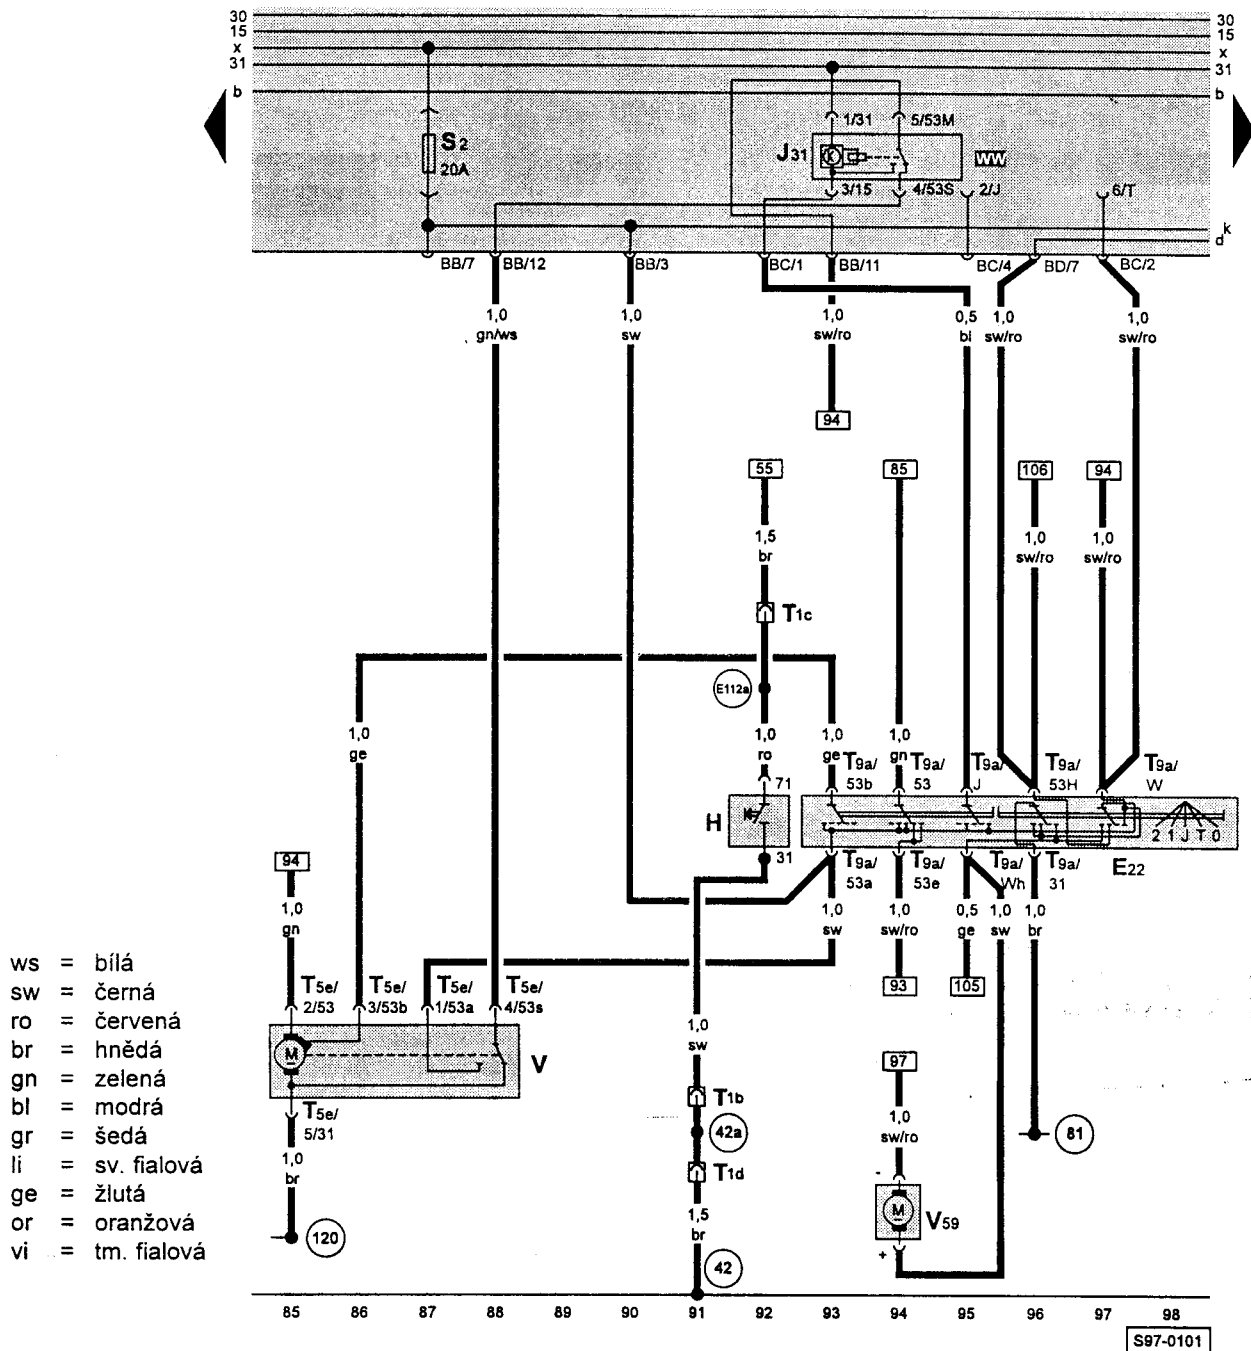 30 30
15 15
x x
31 31
b b
1/31 5/53M
S2
20A
J31 WW
3/15 4/53S 2/J 6/T
k
d
BB/7 BB/12 BB/3 BC/1 BB/11 BC/4 BD/7 BC/2
1,0 1,0 1,0 0,5 1,0 1,0
gn/ws sw sw/ro bl sw/ro sw/ro
94
55 85 106 94
1,5 1,0 1,0
br sw/ro sw/ro
T1c
E112a
1,0 1,0 1,0 1,0
ge ro ge gn
T9a/ T9a/ T9a/ T9a/ T9a/
53b 53 J 53H W
71
H
2 1 J T 0
31
T9a/ T9a/ T9a/ T9a/
53a 53e Wh 31
E22
94
1,0 1,0 1,0 0,5 1,0 1,0
gn sw sw/ro ge sw br
93 105
T5e/ T5e/ T5e/ T5e/
2/53 3/53b 1/53a 4/53s
1,0
sw
M V
97
T5e/
5/31
T1b
42a
T1d
1,0
sw/ro
81
1,0
br
-
M V59
+
1,5
br
120
42
ws = bílá
sw = černá
ro = červená
br = hnědá
gn = zelená
bl = modrá
gr = šedá
li = sv. fialová
ge = žlutá
or = oranžová
vi = tm. fialová
85 86 87 88 89 90 91 92 93 94 95 96 97 98
S97-0101